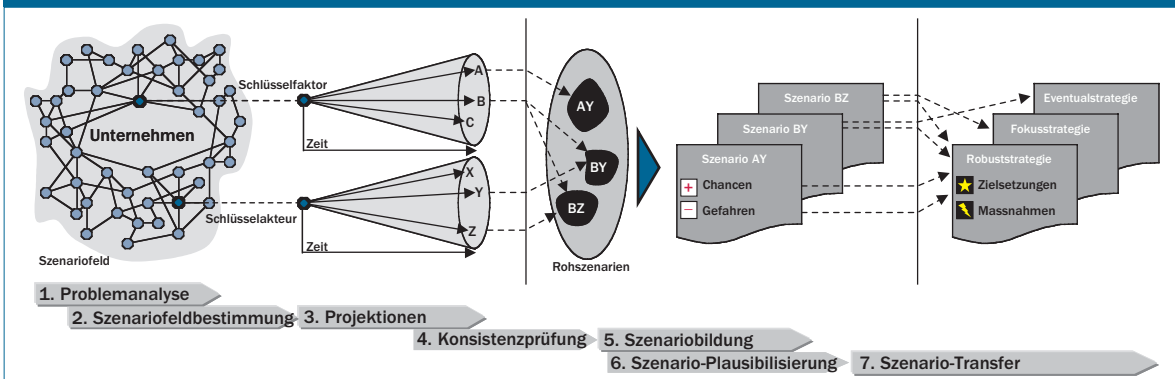 Unternehmen
Szenariofeld
Schlüsselfaktor
Zeit
A
B
C
Schlüsselakteur
Zeit
X
Y
Z
AY
BY
BZ
Rohszenarien
Szenario BZ
Szenario BY
Szenario AY
+ Chancen
− Gefahren
Eventualstrategie
Fokusstrategie
Robuststrategie
Zielsetzungen
Massnahmen
1. Problemanalyse
2. Szenariofeldbestimmung
3. Projektionen
4. Konsistenzprüfung
5. Szenariobildung
6. Szenario-Plausibilisierung
7. Szenario-Transfer